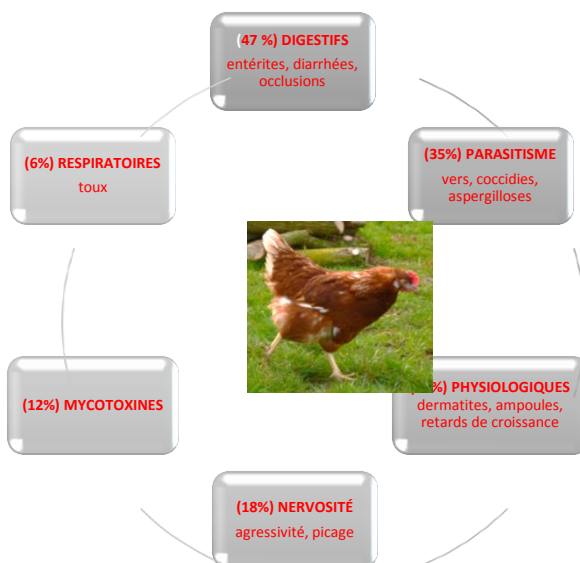 (47 %) DIGESTIFS
entérites, diarrhées,
occlusions
(35%) PARASITISME
vers, coccidies,
aspergilloses
%) PHYSIOLOGIQUES
dermatites, ampoules,
retards de croissance
(18%) NERVOSITÉ
agressivité, picage
(12%) MYCOTOXINES
(6%) RESPIRATOIRES
toux